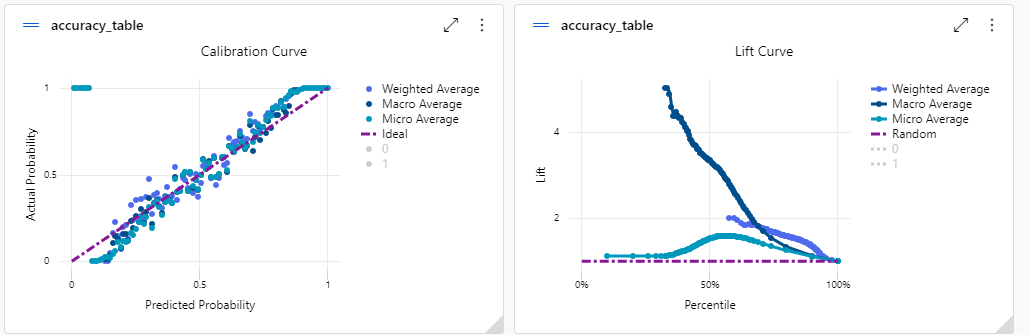 accuracy_table
Calibration Curve
1
0.5
0
Actual Probability
0
0.5
1
Predicted Probability
Weighted Average
Macro Average
Micro Average
Ideal
0
1
accuracy_table
Lift Curve
4
2
Lift
0%
50%
100%
Percentile
Weighted Average
Macro Average
Micro Average
Random
0
1